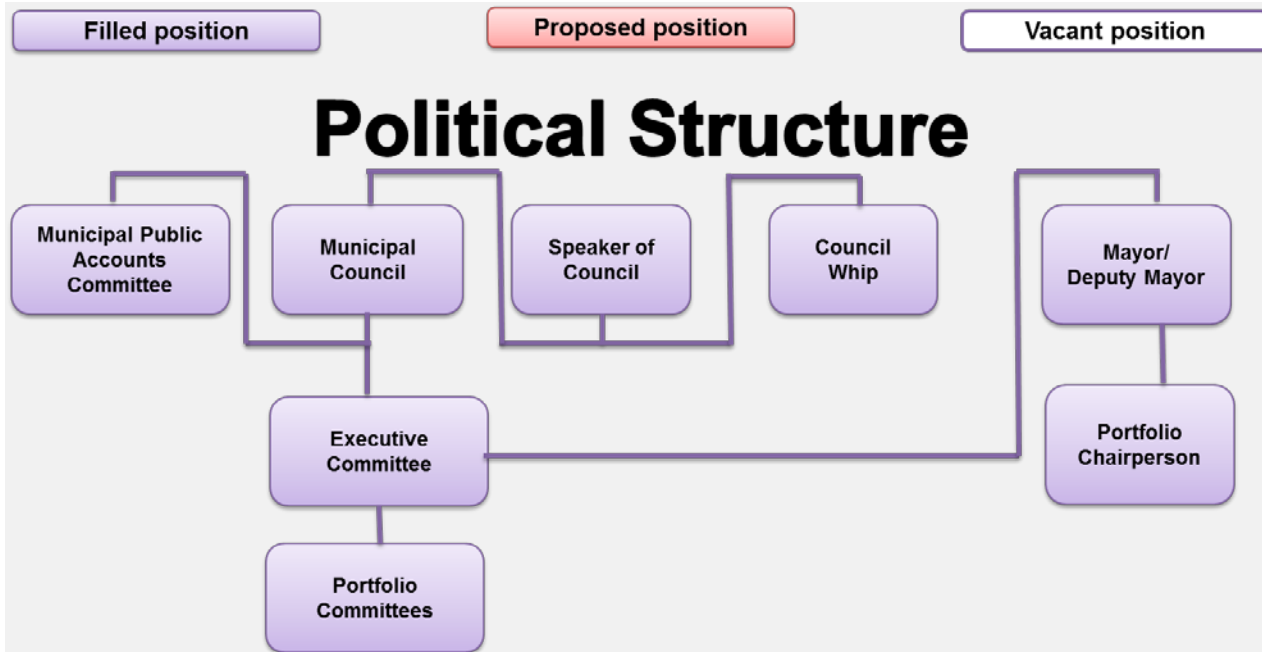 Filled position
Proposed position
Vacant position
Political Structure
Municipal Public
Accounts
Committee
Municipal
Council
Speaker of
Council
Council
Whip
Mayor/
Deputy Mayor
Executive
Committee
Portfolio
Chairperson
Portfolio
Committees